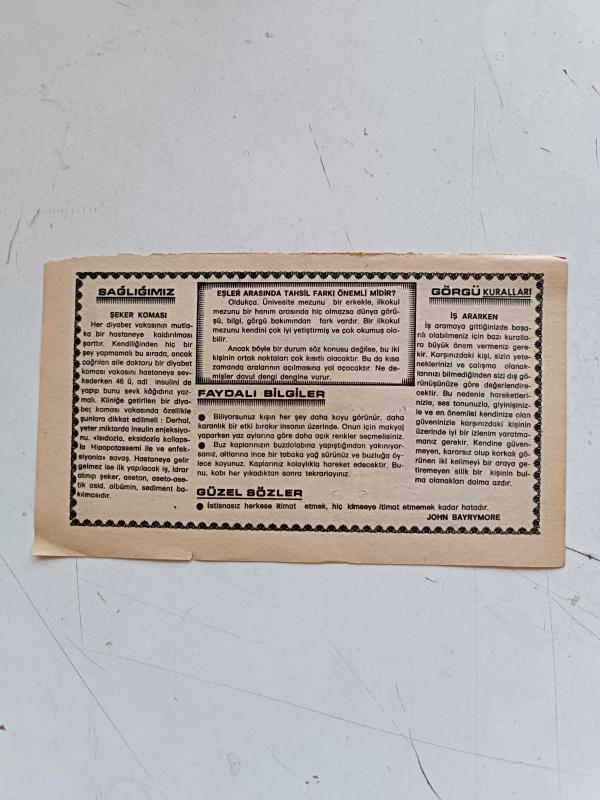 SAĞLIĞIMIZ
ŞEKER KOMASI
Her diyabet vakasının mutla-
ka bir hastaneye kaldırılması
şarttır. Kendiliğinden hiç bir
şey yapmamalı bu sırada, ancak
çağrılan aile doktoru bir diyabet
koması vakasını hastaneye sev-
kederken 46 ü, adi insulini de
yapıp bunu sevk kâğıdına yaz-
malı. Kliniğe getirilen bir diya-
bet koması vakasında özellikle
şunlara dikkat edilmeli : Derhal,
yeter miktarda insulin enjeksiyo-
nu. «Isıdozla, eksidozla kollaps-
la Hipopotassemi ile ve enfek-
siyonla» savaş. Hastaneye gelir
gelmez ise ilk yapılacak iş, idrar
alınıp şeker, aseton, aseto-ase-
tik asid, albümin, sediment ba-
kılmasıdır.
EŞLER ARASINDA TAHSİL FARKI ÖNEMLİ MİDİR?
Oldukça. Ünivesite mezunu bir erkekle, ilkokul
mezunu bir hanım arasında hiç olmazsa dünya görü-
şü, bilgi, görgü bakımından fark vardır. Bir ilkokul
mezunu kendini çok iyi yetiştirmiş ve çok okumuş ola-
bilir.
Ancak böyle bir durum söz konusu değilse, bu iki
kişinin ortak noktaları çok kısıtlı olacaktır. Bu da kısa
zamanda aralarının açılmasına yol açacaktır. Ne de-
mişler davul dengi dengine vurur.
FAYDALI BİLGİLER
● Biliyorsunuz kışın her şey daha koyu görünür, daha
karanlık bir etki bırakır insanın üzerinde. Onun için makyaj
yaparken yaz aylarına göre daha açık renkler seçmelisiniz.
● Buz kaplarınızın buzdolabına yapıştığından yakınıyor-
sanız, altlarına ince bir tabaka yağ sürünüz ve buzluğa öy-
lece koyunuz. Kaplarınız kolaylıkla hareket edecektir. Bu-
nu, kabı her yıkadıktan sonra tekrarlayınız.
GÜZEL SÖZLER
● İstisnasız herkese itimat etmek, hiç kimseye itimat etmemek kadar hatadır.
JOHN BAYRYMORE
GÖRGÜ KURALLARI
İŞ ARARKEN
İş aramaya gittiğinizde başa-
rılı olabilmeniz için bazı kuralla-
ra büyük önem vermeniz gere-
kir. Karşınızdaki kişi, sizin yete-
neklerinizi ve çalışma olanak-
larınızı bilmediğinden sizi dış gö-
rünüşünüze göre değerlendire-
cektir. Bu nedenle hareketleri-
nizle, ses tonunuzla, giyinişiniz-
le ve en önemlisi kendinize olan
güveninizle karşınızdaki kişinin
üzerinde iyi bir izlenim yaratma-
manız gerekir. Kendine güven-
meyen, kararsız olup korkak gö-
rünen iki kelimeyi bir araya ge-
tiremeyen silik bir kişinin iş bul-
ma olanakları daima azdır.